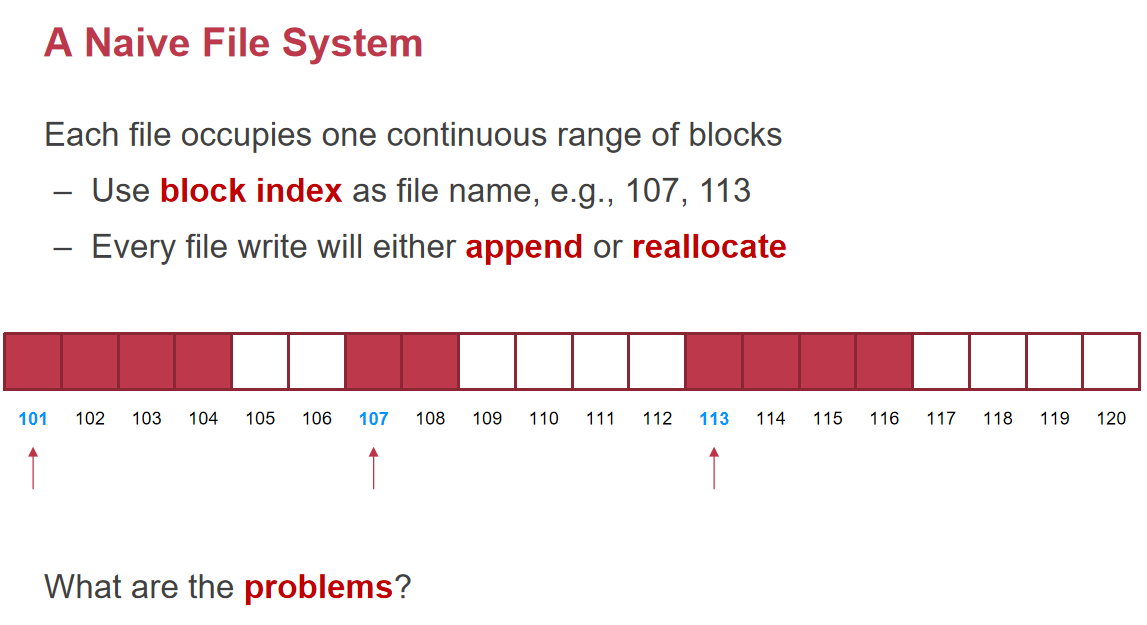 A Naive File System
Each file occupies one continuous range of blocks
– Use block index as file name, e.g., 107, 113
– Every file write will either append or reallocate
101 102 103 104 105 106 107 108 109 110 111 112 113 114 115 116 117 118 119 120
What are the problems?